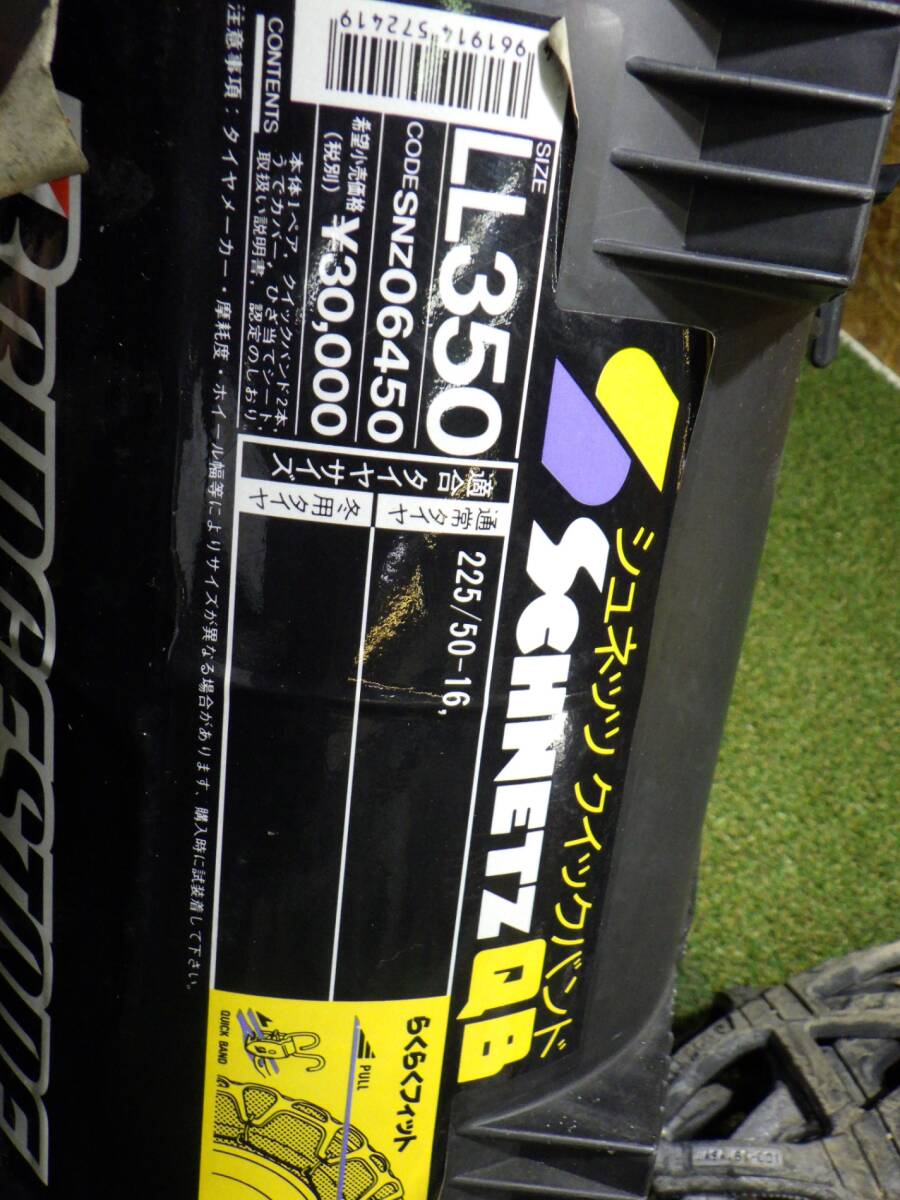 シュネッツ クイックバンド
SCHNETZ QB
SIZE
LL350
CODE SNZ06450
希望小売価格
(税別)
¥30,000
CONTENTS
本体1ペア・クイックバンド2本・
うでカバー・ひざ当てシート・
取扱い説明書・認定のしおり
961914 572419
適合タイヤサイズ
通常タイヤ
225/50-16,
冬用タイヤ
注意事項：タイヤメーカー・摩耗度・ホイール幅等によりサイズが異なる場合があります。購入時に試装着して下さい。
らくらくフィット
PULL
QUICK BAND
BRIDGESTONE